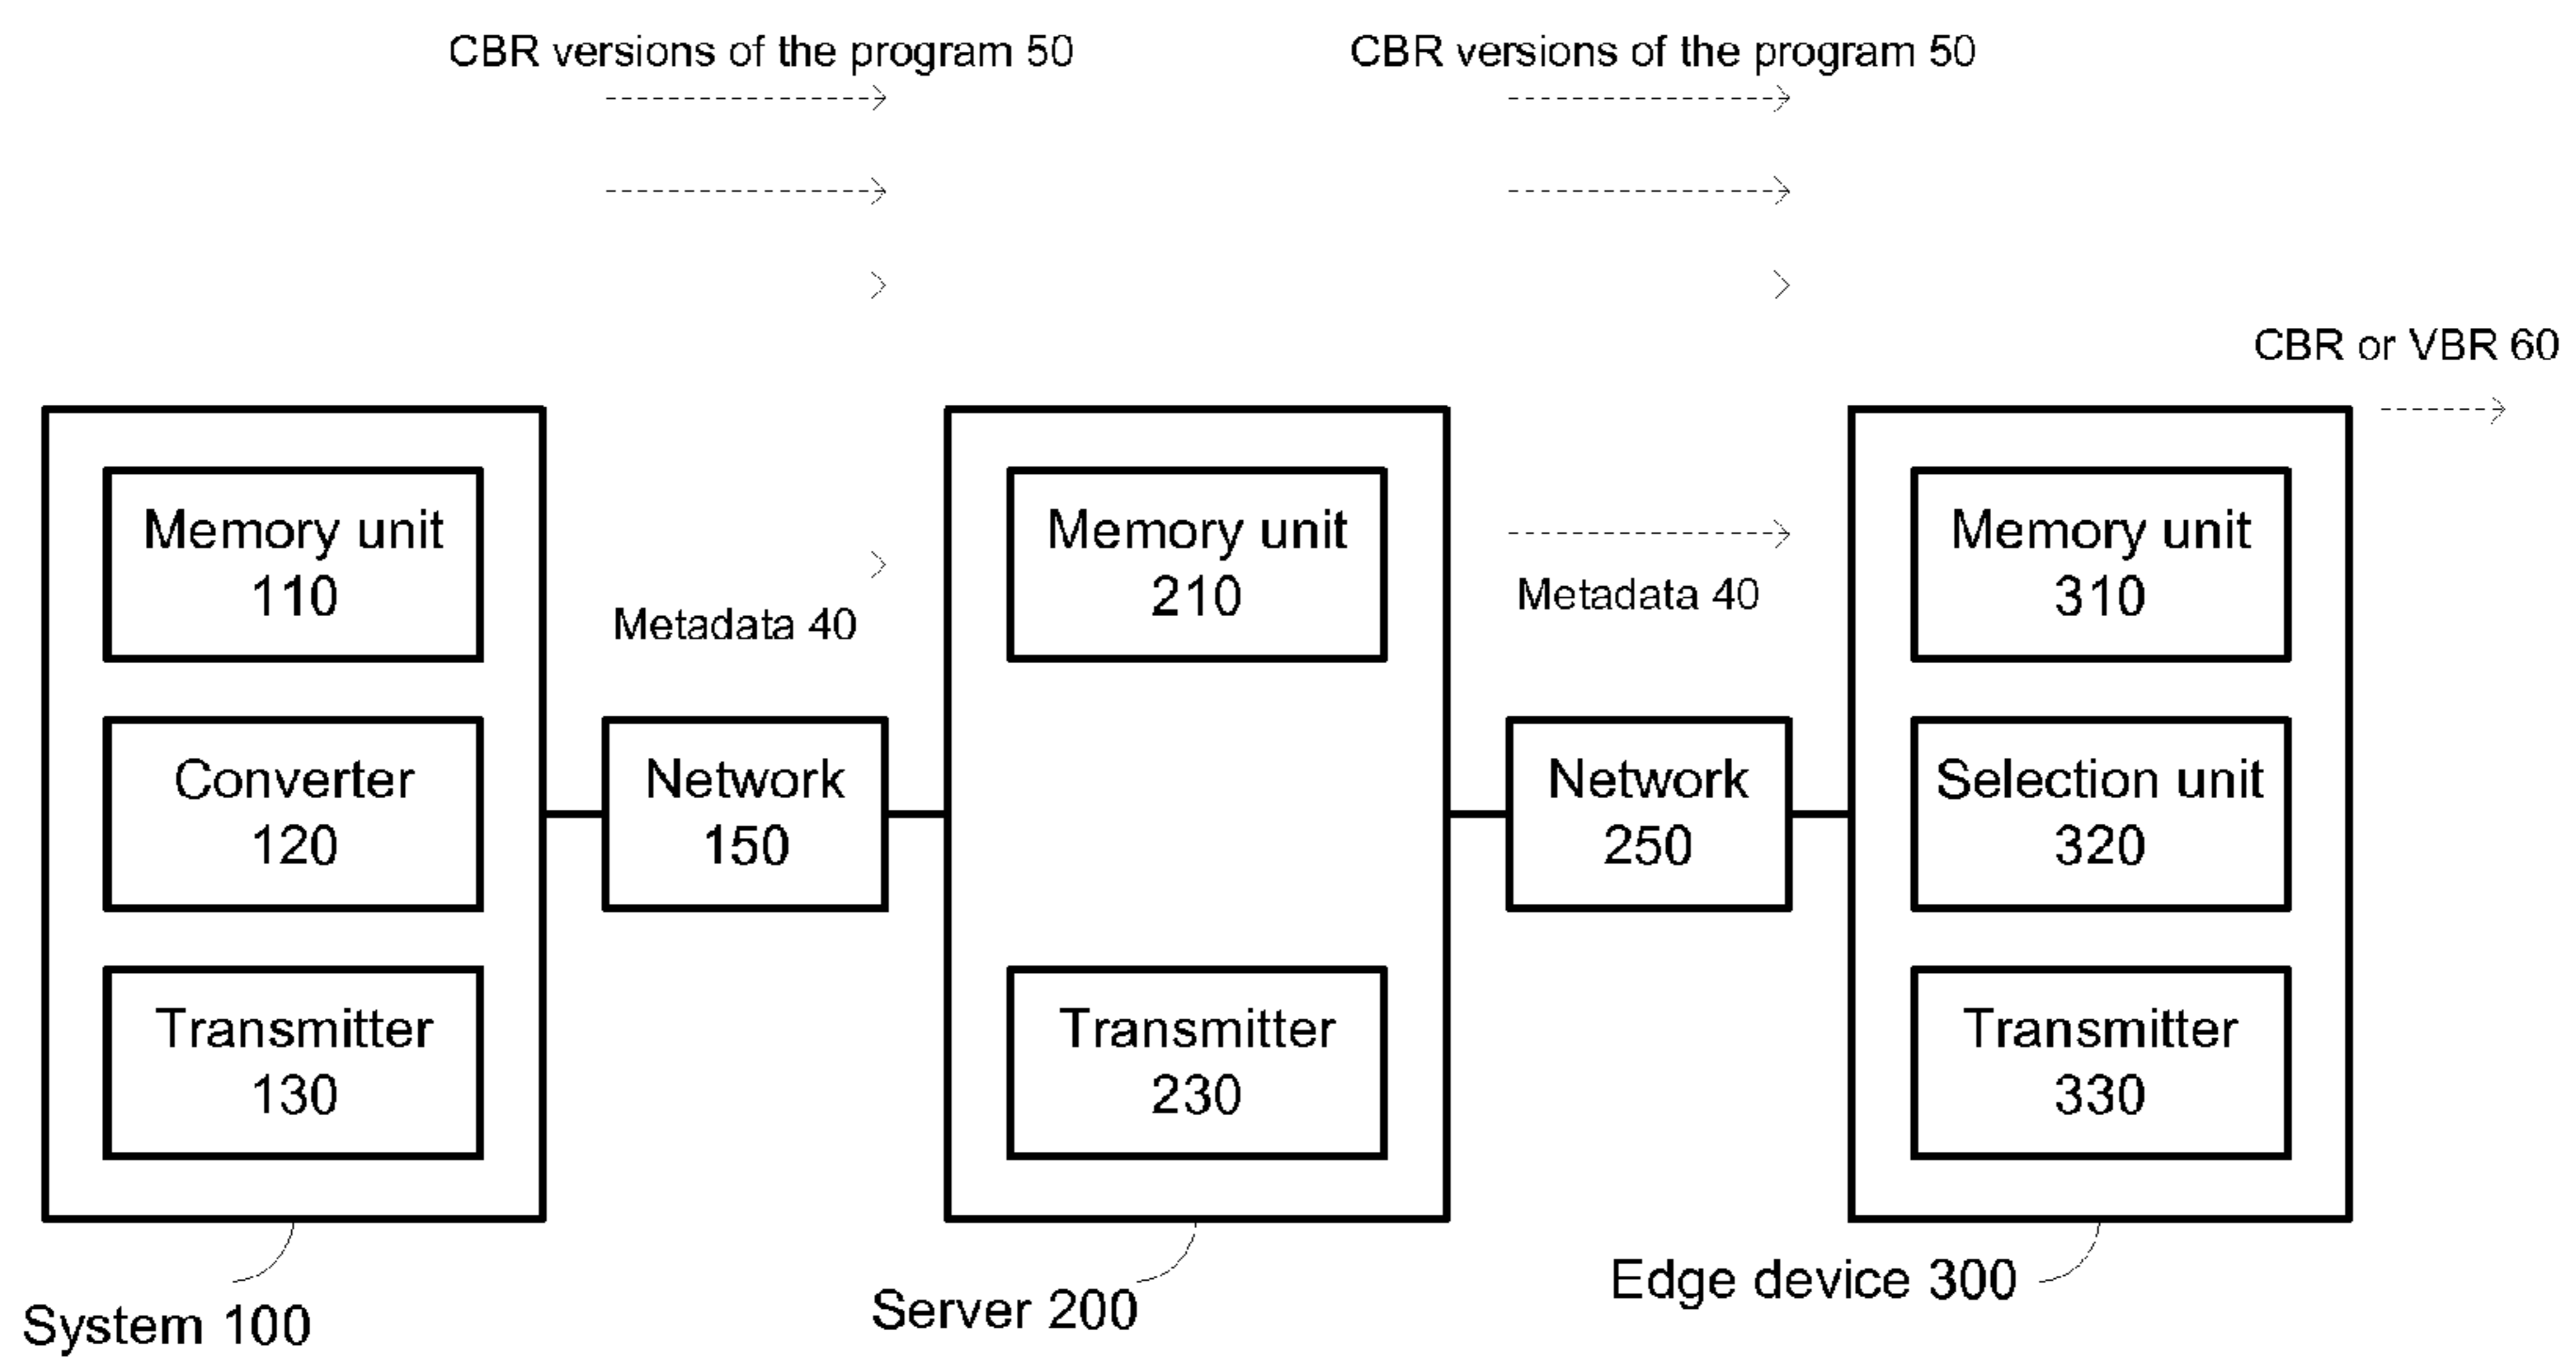 CBR versions of the program 50
CBR versions of the program 50
CBR or VBR 60
Memory unit
110
Converter
120
Transmitter
130
Metadata 40
Network
150
Memory unit
210
Transmitter
230
Metadata 40
Network
250
Memory unit
310
Selection unit
320
Transmitter
330
System 100
Server 200
Edge device 300